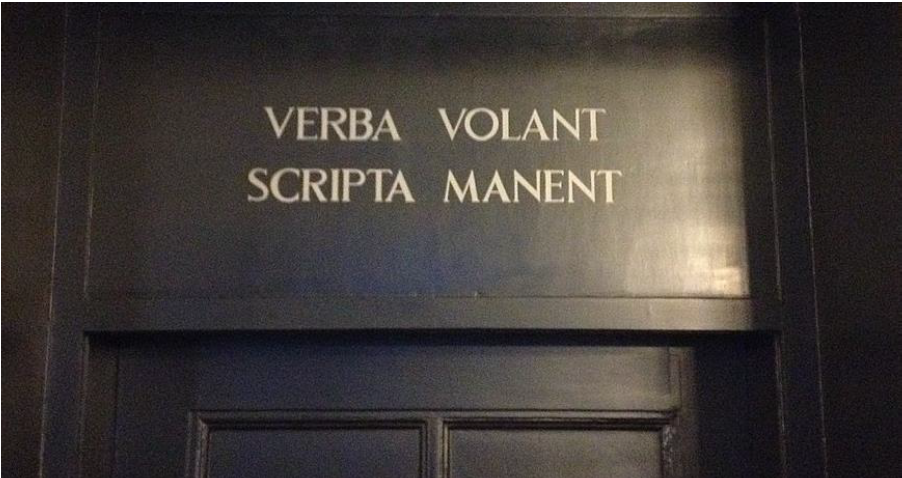 VERBA VOLANT
SCRIPTA MANENT